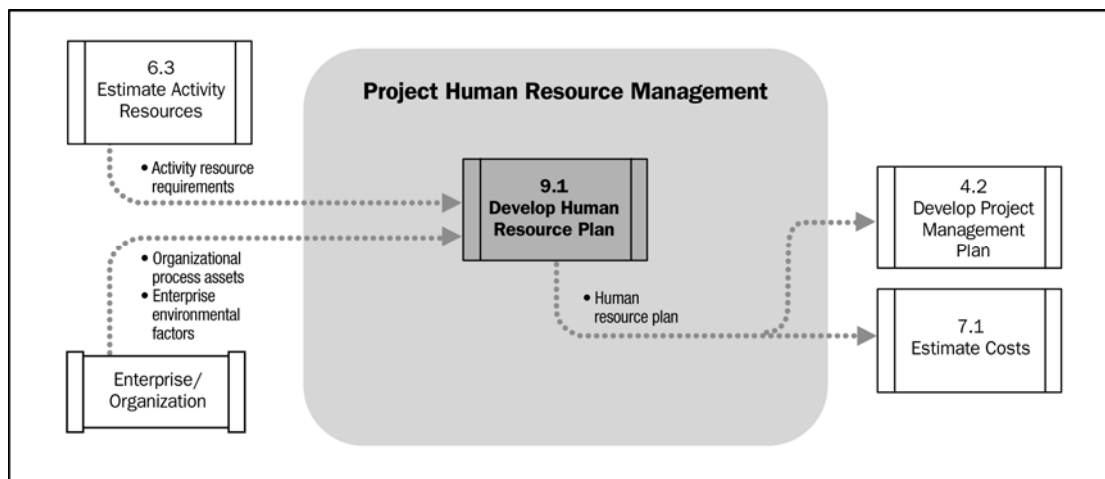 6.3
Estimate Activity
Resources
Project Human Resource Management
• Activity resource
requirements
9.1
Develop Human
Resource Plan
4.2
Develop Project
Management
Plan
• Organizational
process assets
• Enterprise
environmental
factors
• Human
resource plan
7.1
Estimate Costs
Enterprise/
Organization